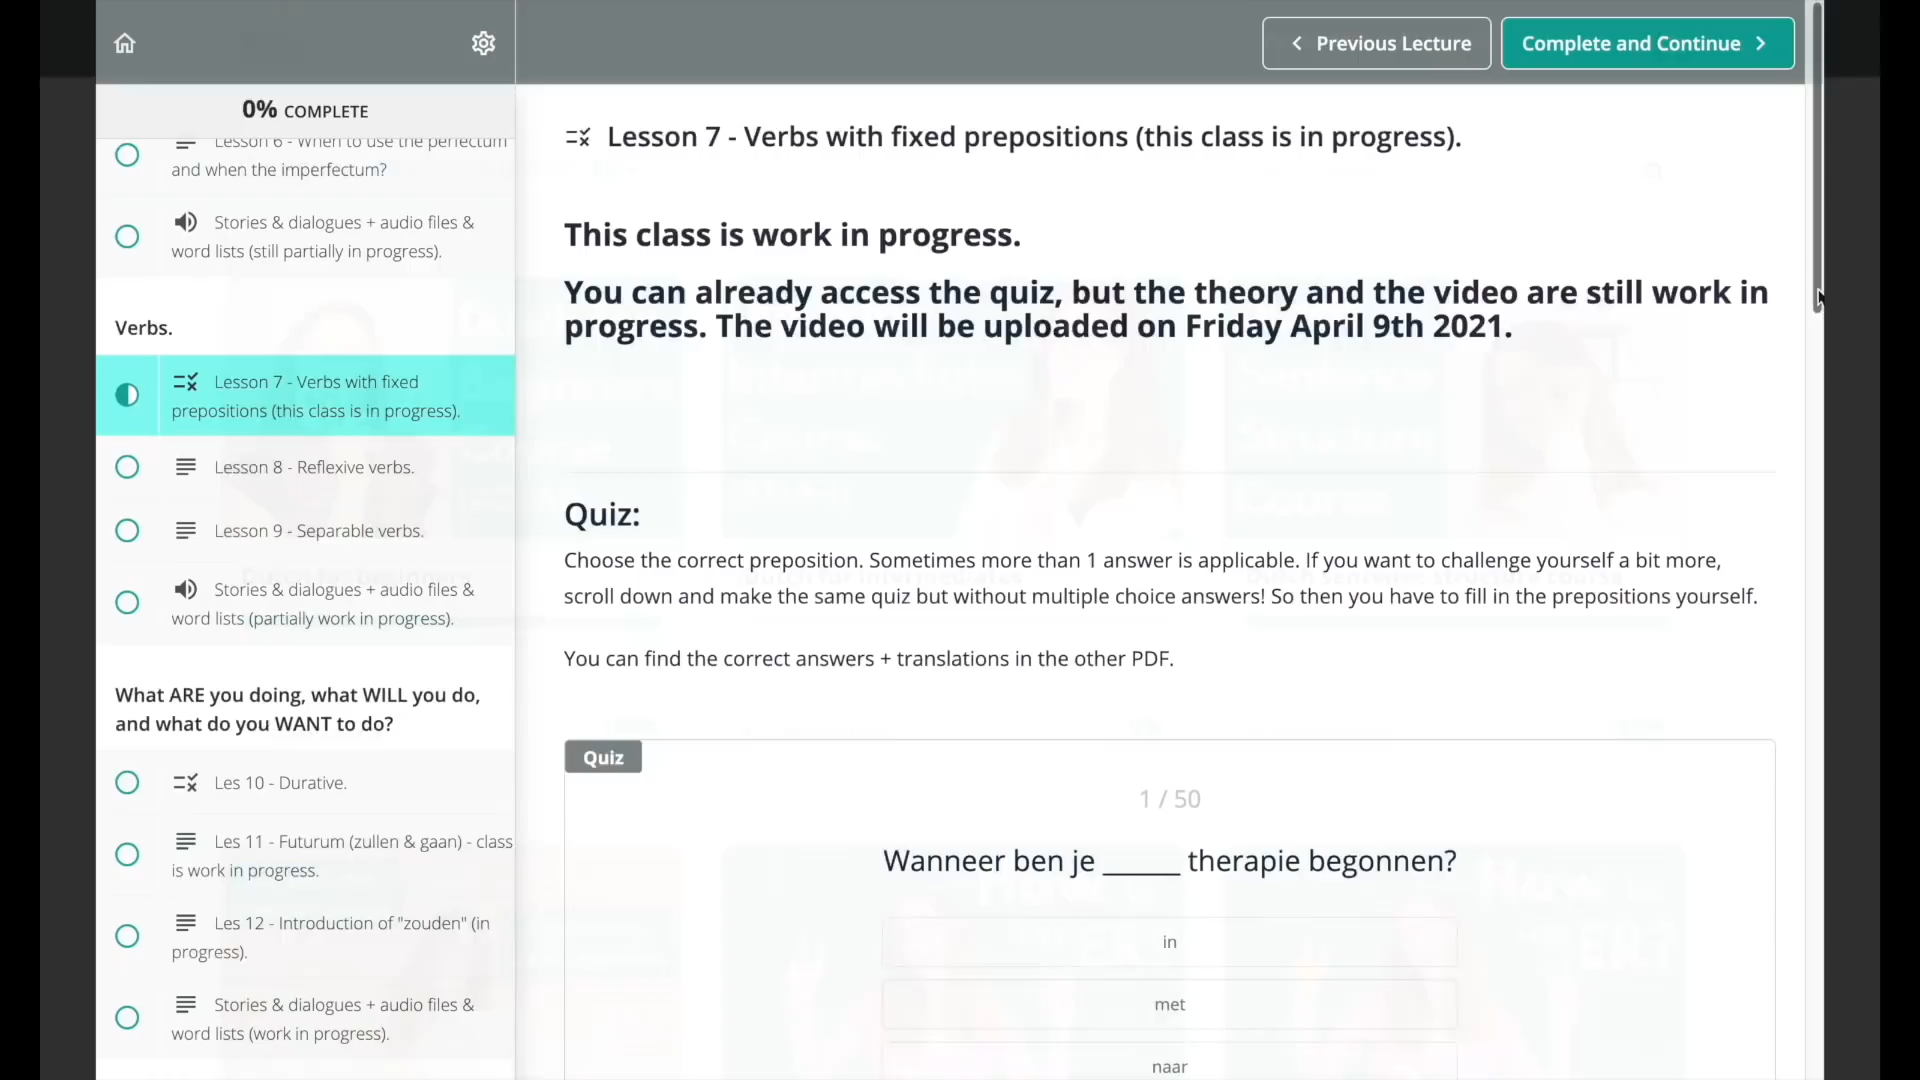 Previous Lecture
Complete and Continue
0% COMPLETE
Lesson 6 - When to use the perfectum
and when the imperfectum?
Stories & dialogues + audio files &
word lists (still partially in progress).
Verbs.
Lesson 7 - Verbs with fixed
prepositions (this class is in progress).
Lesson 8 - Reflexive verbs.
Lesson 9 - Separable verbs.
Stories & dialogues + audio files &
word lists (partially work in progress).
What ARE you doing, what WILL you do,
and what do you WANT to do?
Les 10 - Durative.
Les 11 - Futurum (zullen & gaan) - class
is work in progress.
Les 12 - Introduction of "zouden" (in
progress).
Stories & dialogues + audio files &
word lists (work in progress).
Lesson 7 - Verbs with fixed prepositions (this class is in progress).
This class is work in progress.
You can already access the quiz, but the theory and the video are still work in
progress. The video will be uploaded on Friday April 9th 2021.
Quiz:
Choose the correct preposition. Sometimes more than 1 answer is applicable. If you want to challenge yourself a bit more,
scroll down and make the same quiz but without multiple choice answers! So then you have to fill in the prepositions yourself.
You can find the correct answers + translations in the other PDF.
Quiz
1 / 50
Wanneer ben je ______ therapie begonnen?
in
met
naar